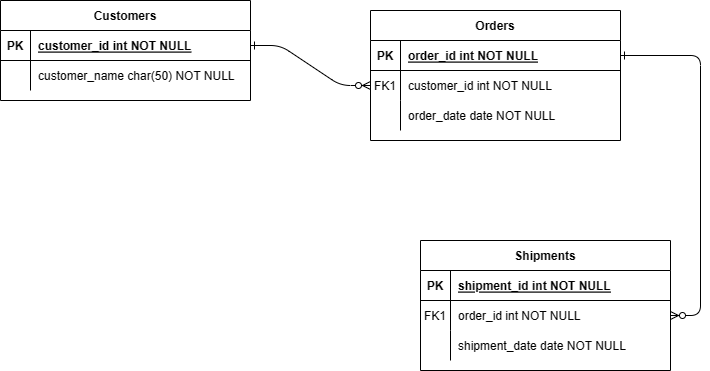 Customers
PK customer_id int NOT NULL
customer_name char(50) NOT NULL
Orders
PK order_id int NOT NULL
FK1 customer_id int NOT NULL
order_date date NOT NULL
Shipments
PK shipment_id int NOT NULL
FK1 order_id int NOT NULL
shipment_date date NOT NULL